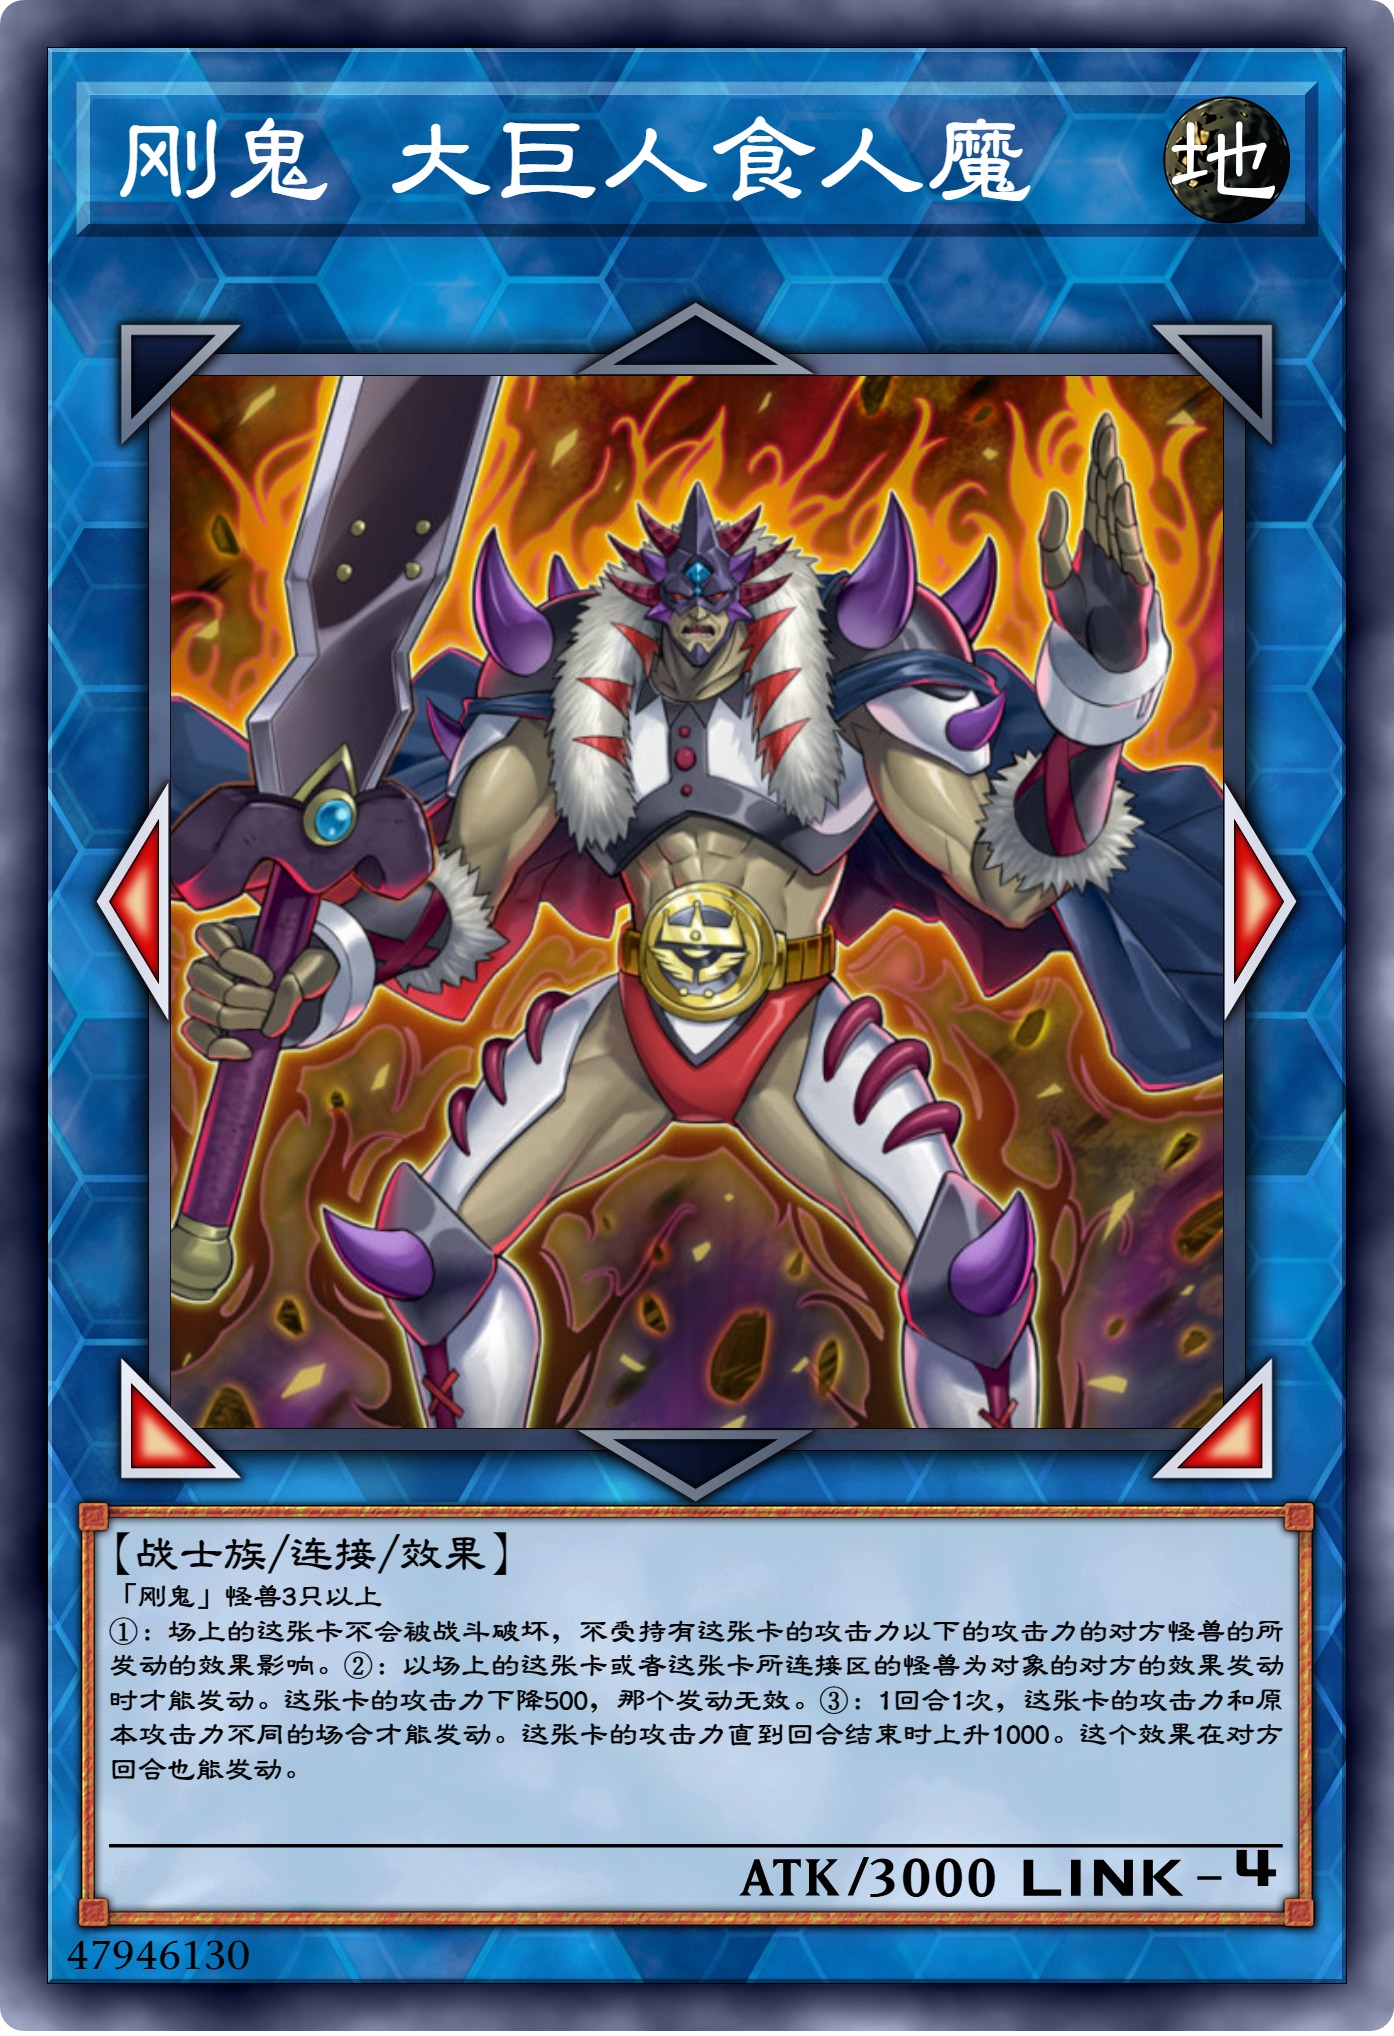 刚鬼 大巨人食人魔
地
【战士族/连接/效果】
「刚鬼」怪兽3只以上
①：场上的这张卡不会被战斗破坏，不受持有这张卡的攻击力以下的攻击力的对方怪兽的所
发动的效果影响。②：以场上的这张卡或者这张卡所连接区的怪兽为对象的对方的效果发动
时才能发动。这张卡的攻击力下降500，那个发动无效。③：1回合1次，这张卡的攻击力和原
本攻击力不同的场合才能发动。这张卡的攻击力直到回合结束时上升1000。这个效果在对方
回合也能发动。
ATK/3000 LINK-4
47946130